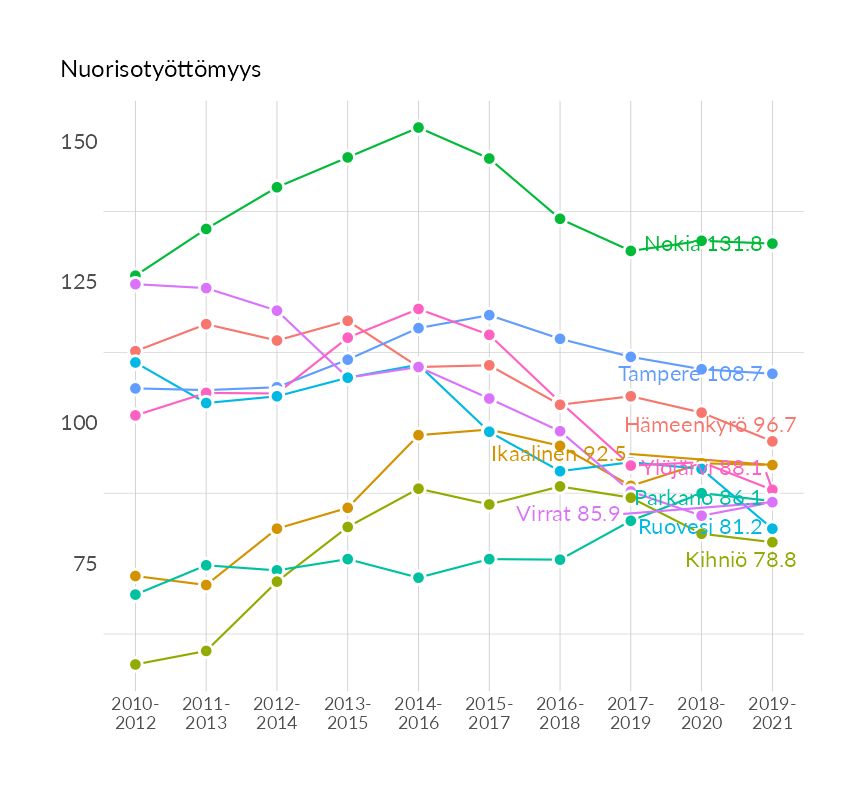 Nuorisotyöttömyys
150
125
100
75
Nokia 131.8
Tampere 108.7
Hämeenkyrö 96.7
Ikaalinen 92.5
Ylöjärvi 88.1
Parkano 86.1
Virrat 85.9
Ruovesi 81.2
Kihniö 78.8
2010-
2012
2011-
2013
2012-
2014
2013-
2015
2014-
2016
2015-
2017
2016-
2018
2017-
2019
2018-
2020
2019-
2021